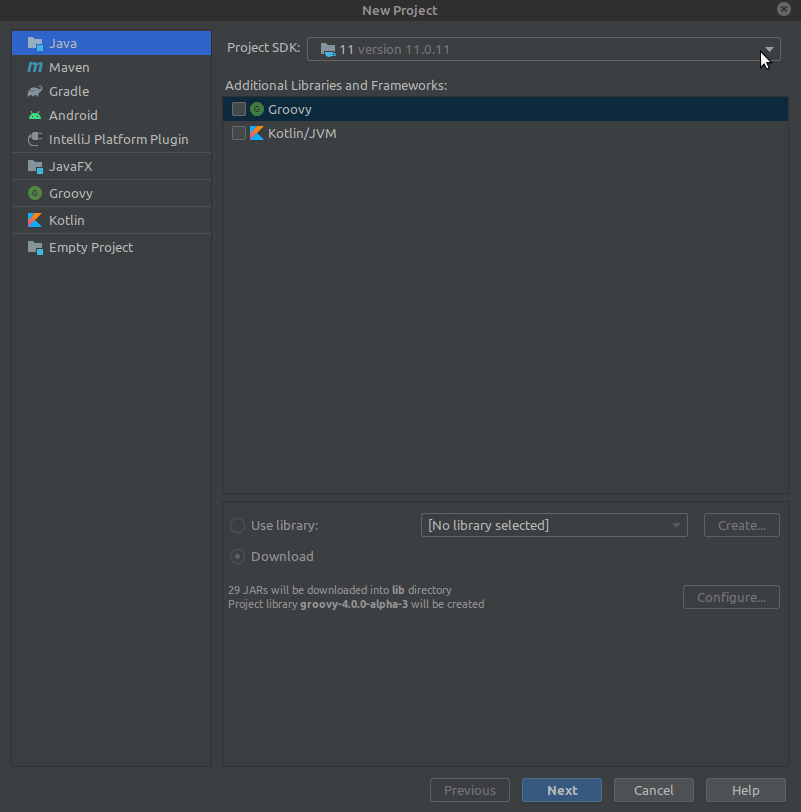 New Project
Java
Maven
Gradle
Android
IntelliJ Platform Plugin
JavaFX
Groovy
Kotlin
Empty Project
Project SDK: 11 version 11.0.11
Additional Libraries and Frameworks:
Groovy
Kotlin/JVM
Use library: [No library selected] Create...
Download
29 JARs will be downloaded into lib directory
Project library groovy-4.0.0-alpha-3 will be created
Configure...
Previous Next Cancel Help